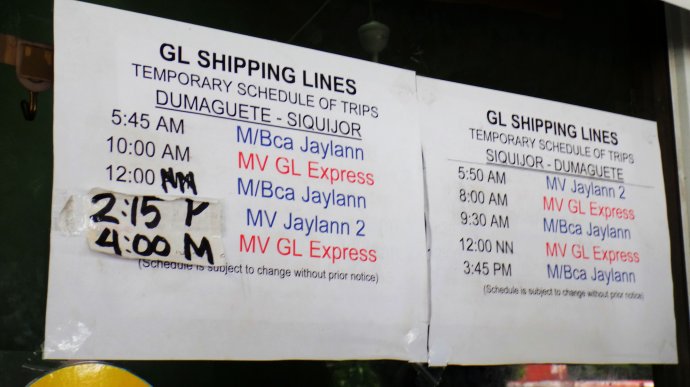 GL SHIPPING LINES
TEMPORARY SCHEDULE OF TRIPS
DUMAGUETE - SIQUIJOR
5:45 AM M/Bca Jaylann
10:00 AM MV GL Express
12:00 NN M/Bca Jaylann
2:15 P MV Jaylann 2
4:00 M MV GL Express
(Schedule is subject to change without prior notice)
GL SHIPPING LINES
TEMPORARY SCHEDULE OF TRIPS
SIQUIJOR - DUMAGUETE
5:50 AM MV Jaylann 2
8:00 AM MV GL Express
9:30 AM M/Bca Jaylann
12:00 NN MV GL Express
3:45 PM M/Bca Jaylann
(Schedule is subject to change without prior notice)